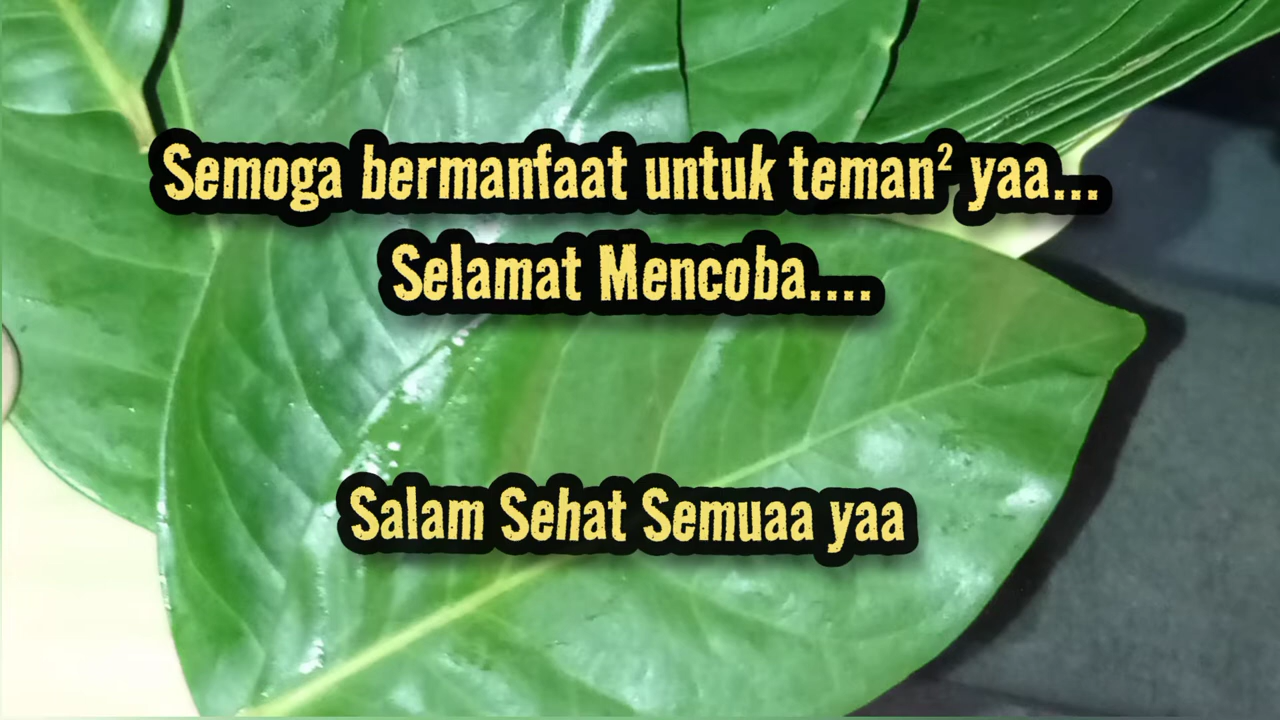 Semoga bermanfaat untuk teman² yaa...
Selamat Mencoba....
Salam Sehat Semuaa yaa